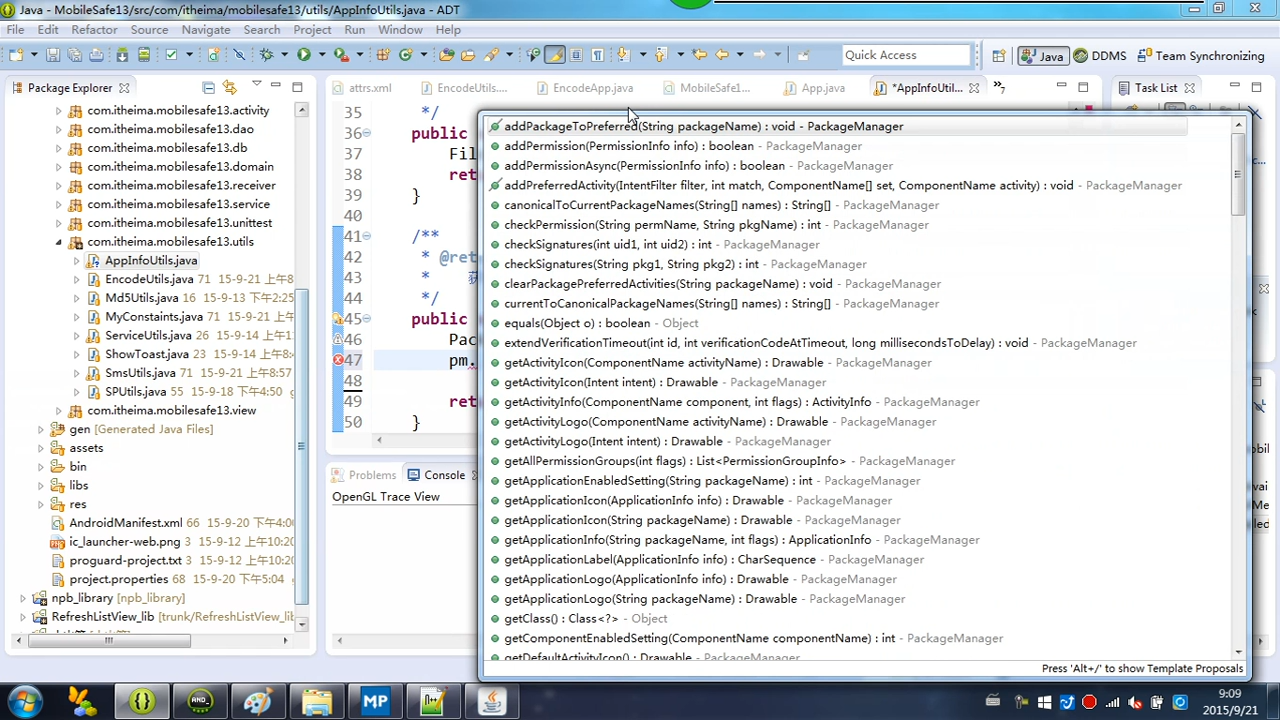 Java - MobileSafe13/src/com/itheima/mobilesafe13/utils/AppInfoUtils.java - ADT
File Edit Refactor Source Navigate Search Project Run Window Help
Quick Access
Java
DDMS
Team Synchronizing
Package Explorer
attrs.xml
EncodeUtils....
EncodeApp.java
MobileSafe1...
App.java
*AppInfoUtil...
Task List
com.itheima.mobilesafe13.activity
com.itheima.mobilesafe13.dao
com.itheima.mobilesafe13.db
com.itheima.mobilesafe13.domain
com.itheima.mobilesafe13.receiver
com.itheima.mobilesafe13.service
com.itheima.mobilesafe13.unittest
com.itheima.mobilesafe13.utils
AppInfoUtils.java
EncodeUtils.java 71 15-9-21 上午8
Md5Utils.java 16 15-9-13 下午2:25
MyConstaints.java 71 15-9-21 上午
ServiceUtils.java 26 15-9-14 上午
ShowToast.java 23 15-9-14 上午8
SmsUtils.java 71 15-9-21 上午8:57
SPUtils.java 55 15-9-18 下午4:50
com.itheima.mobilesafe13.view
gen [Generated Java Files]
assets
bin
libs
res
AndroidManifest.xml 66 15-9-20 下午4:00
ic_launcher-web.png 3 15-9-12 上午10:20
proguard-project.txt 3 15-9-12 上午10:20
project.properties 68 15-9-20 下午5:04
npb_library [npb_library]
RefreshListView_lib [trunk/RefreshListView_lib]
35 */
36 public
37 Fil
38 ret
39 }
40
41 /**
42 * @ret
43 * 获
44 */
45 public
46 Pac
47 pm.
48
49 ret
50 }
Problems
Console
OpenGL Trace View
addPackageToPreferred(String packageName) : void - PackageManager
addPermission(PermissionInfo info) : boolean - PackageManager
addPermissionAsync(PermissionInfo info) : boolean - PackageManager
addPreferredActivity(IntentFilter filter, int match, ComponentName[] set, ComponentName activity) : void - PackageManager
canonicalToCurrentPackageNames(String[] names) : String[] - PackageManager
checkPermission(String permName, String pkgName) : int - PackageManager
checkSignatures(int uid1, int uid2) : int - PackageManager
checkSignatures(String pkg1, String pkg2) : int - PackageManager
clearPackagePreferredActivities(String packageName) : void - PackageManager
currentToCanonicalPackageNames(String[] names) : String[] - PackageManager
equals(Object o) : boolean - Object
extendVerificationTimeout(int id, int verificationCodeAtTimeout, long millisecondsToDelay) : void - PackageManager
getActivityIcon(ComponentName activityName) : Drawable - PackageManager
getActivityIcon(Intent intent) : Drawable - PackageManager
getActivityInfo(ComponentName component, int flags) : ActivityInfo - PackageManager
getActivityLogo(ComponentName activityName) : Drawable - PackageManager
getActivityLogo(Intent intent) : Drawable - PackageManager
getAllPermissionGroups(int flags) : List<PermissionGroupInfo> - PackageManager
getApplicationEnabledSetting(String packageName) : int - PackageManager
getApplicationIcon(ApplicationInfo info) : Drawable - PackageManager
getApplicationIcon(String packageName) : Drawable - PackageManager
getApplicationInfo(String packageName, int flags) : ApplicationInfo - PackageManager
getApplicationLabel(ApplicationInfo info) : CharSequence - PackageManager
getApplicationLogo(ApplicationInfo info) : Drawable - PackageManager
getApplicationLogo(String packageName) : Drawable - PackageManager
getClass() : Class<?> - Object
getComponentEnabledSetting(ComponentName componentName) : int - PackageManager
getDefaultActivityIcon() : Drawable - PackageManager
Press 'Alt+/' to show Template Proposals
MP
9:09
2015/9/21